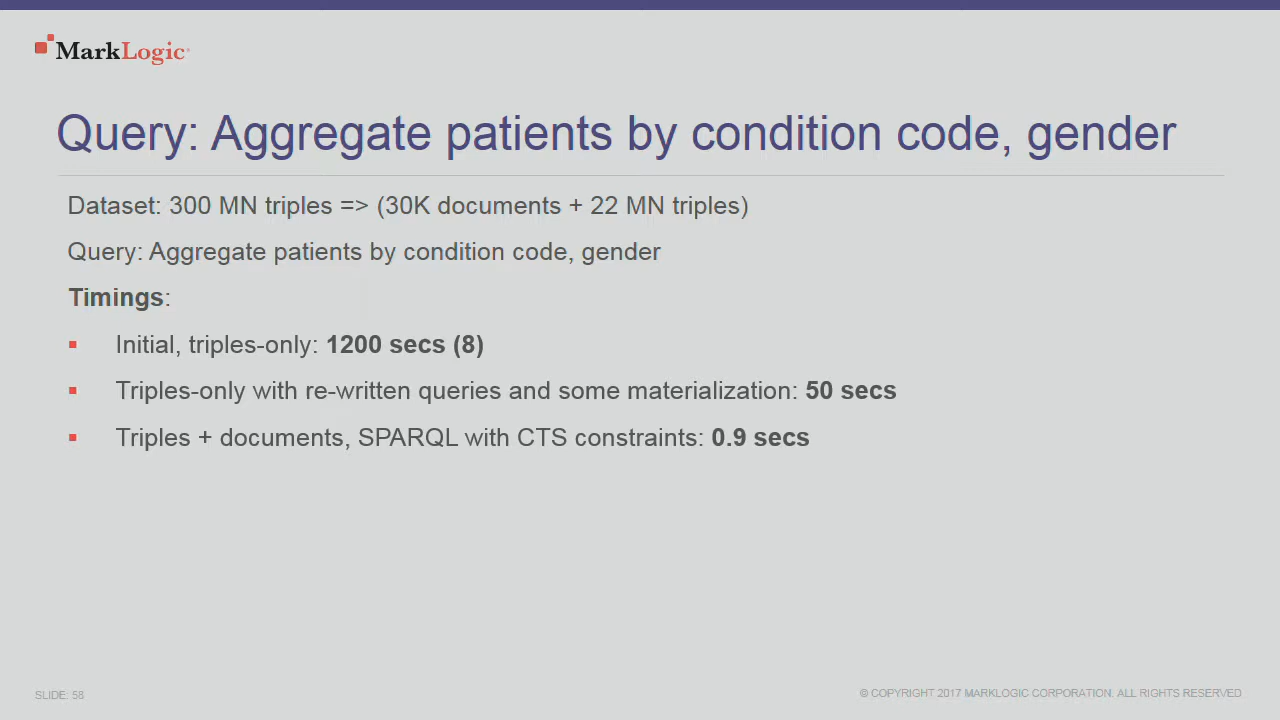 MarkLogic
Query: Aggregate patients by condition code, gender
Dataset: 300 MN triples => (30K documents + 22 MN triples)
Query: Aggregate patients by condition code, gender
Timings:
▪ Initial, triples-only: 1200 secs (8)
▪ Triples-only with re-written queries and some materialization: 50 secs
▪ Triples + documents, SPARQL with CTS constraints: 0.9 secs
SLIDE: 58
© COPYRIGHT 2017 MARKLOGIC CORPORATION. ALL RIGHTS RESERVED